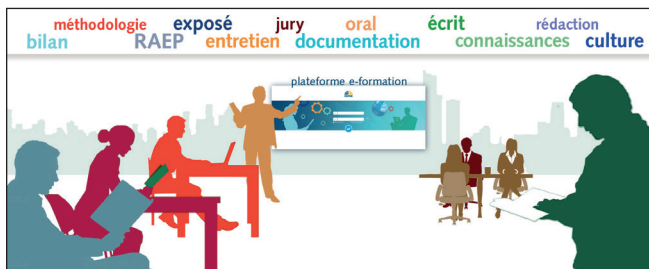 méthodologie exposé jury oral écrit rédaction
bilan RAEP entretien documentation connaissances culture
plateforme e-formation